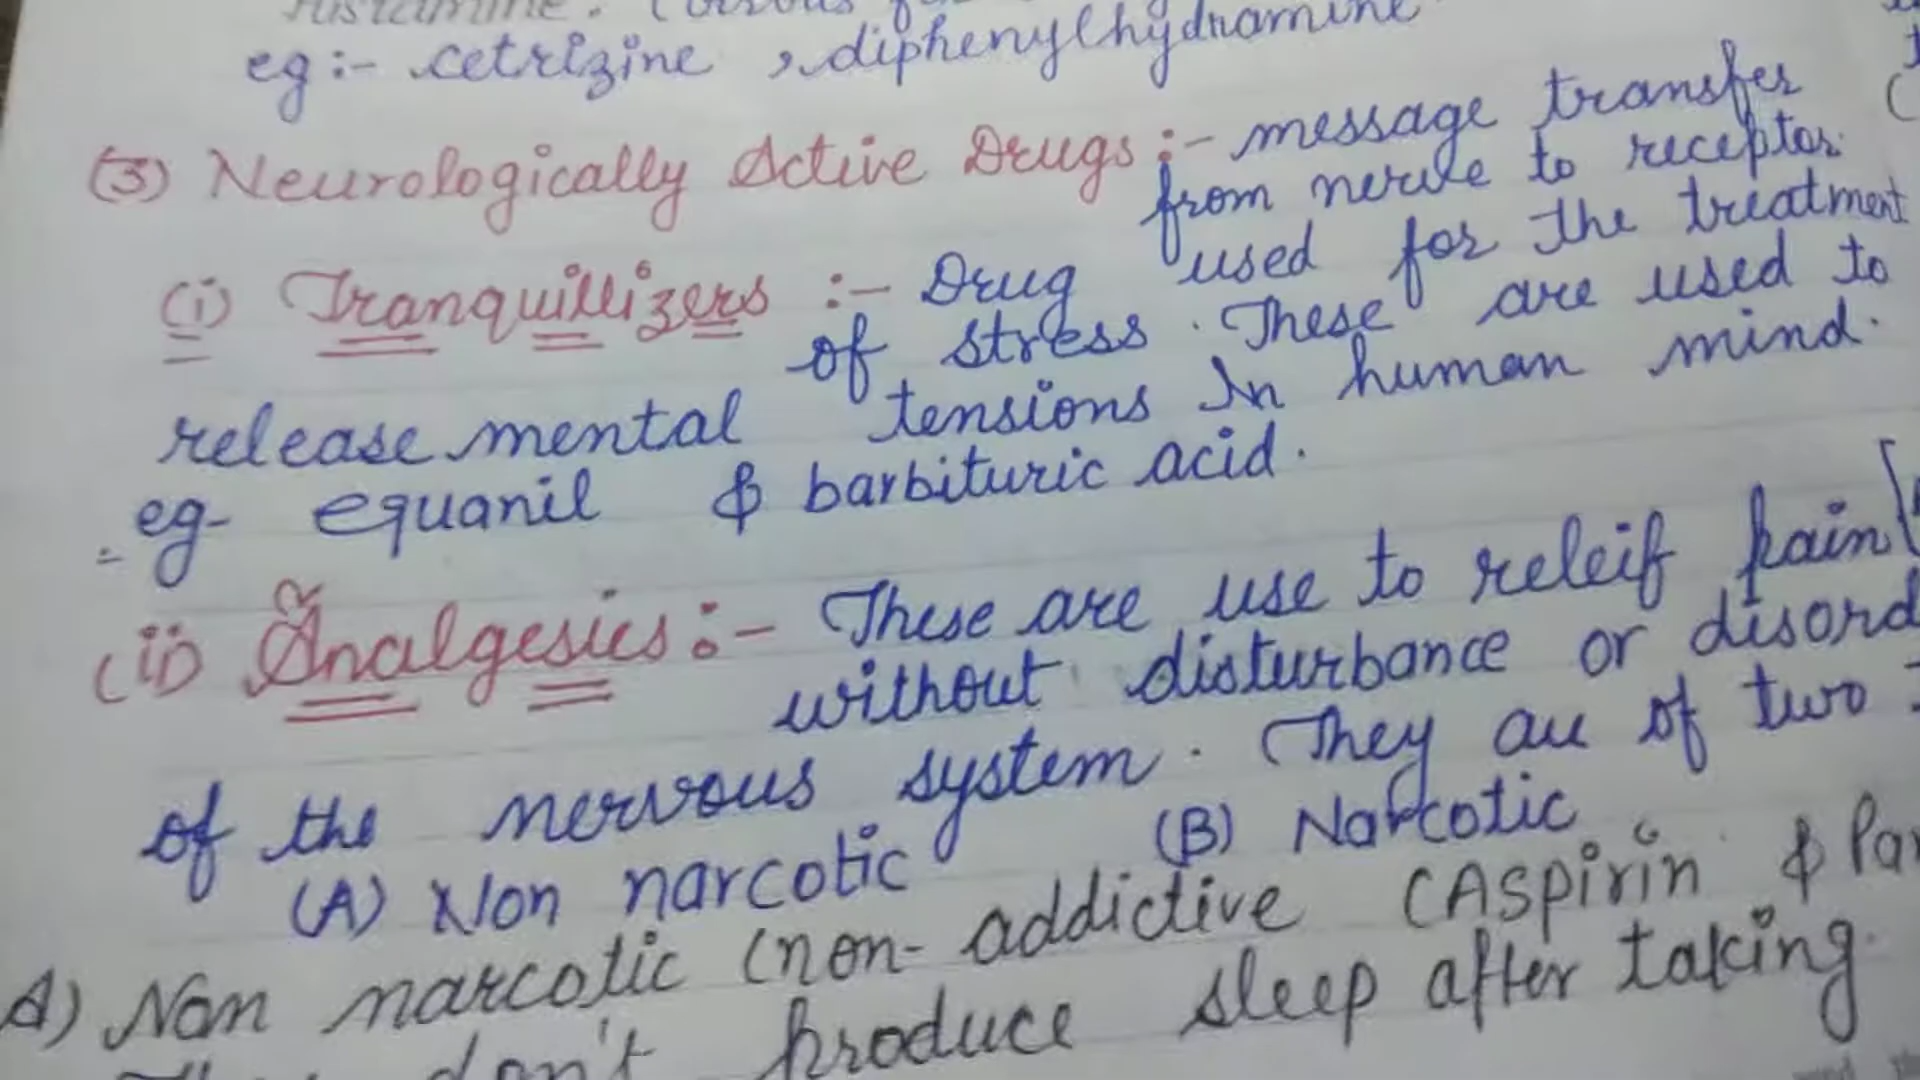 eg :- cetrizine , diphenylhydramine
(3) Neurologically Active Drugs :- message transfer
from nerve to receptor.
(i) Tranquillizers :- Drug used for the treatment
of stress. These are used to
release mental tensions In human mind.
eg- equanil & barbituric acid.
(ii) Analgesics :- These are use to releif pain
without disturbance or disord
of the nervous system. They are of two
(A) Non narcotic (B) Narcotic
A) Non narcotic (non-addictive (Aspirin & Par
don't produce sleep after taking.